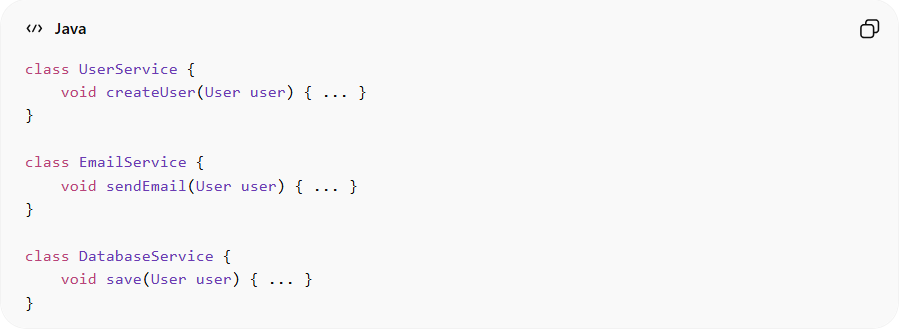 Java
class UserService {
    void createUser(User user) { ... }
}
class EmailService {
    void sendEmail(User user) { ... }
}
class DatabaseService {
    void save(User user) { ... }
}